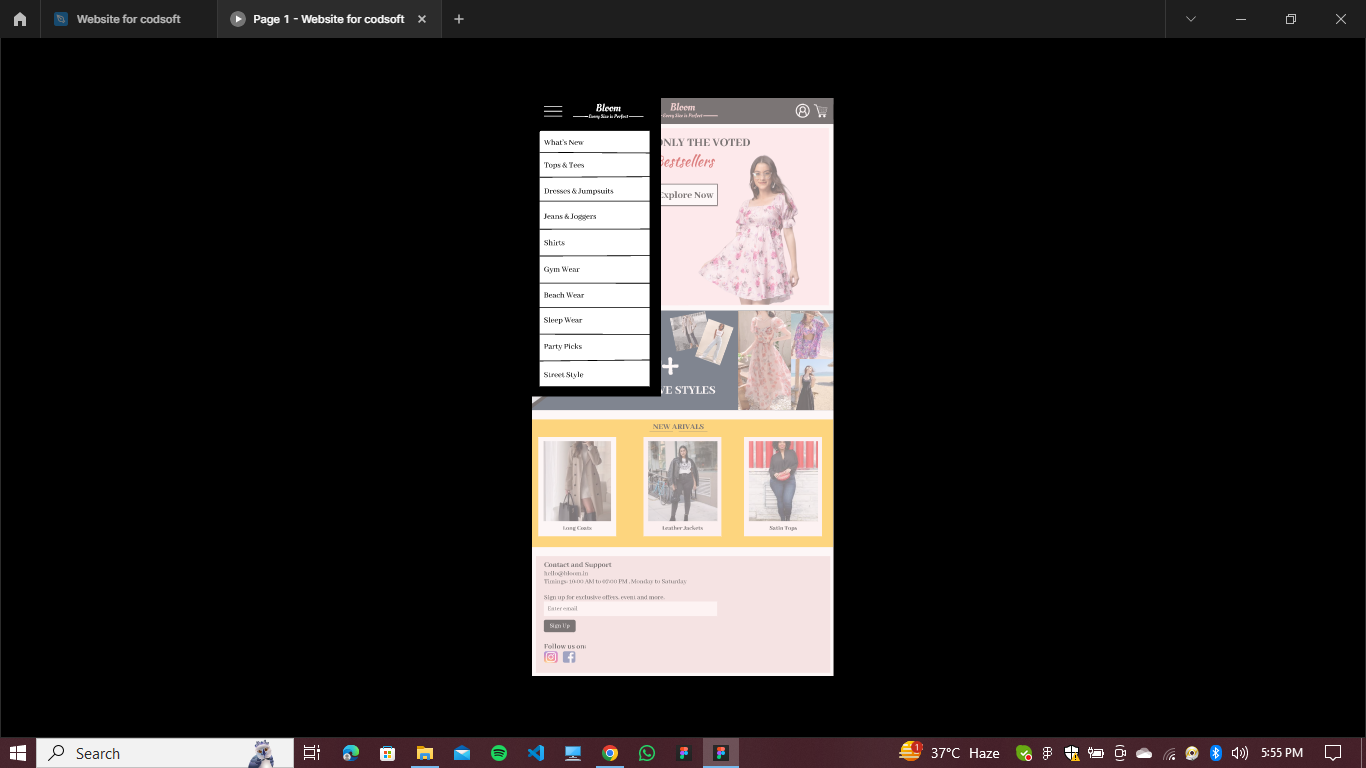 Website for codsoft
Page 1 - Website for codsoft
Bloom
Every Size is Perfect
Bloom
Every Size is Perfect
What's New
Tops & Tees
Dresses & Jumpsuits
Jeans & Joggers
Shirts
Gym Wear
Beach Wear
Sleep Wear
Party Picks
Street Style
ONLY THE VOTED
Bestsellers
Explore Now
+
VE STYLES
NEW ARIVALS
Long Coats
Leather Jackets
Satin Tops
Contact and Support
hello@bloom.in
Timings: 10:00 AM to 07:00 PM , Monday to Saturday
Sign up for exclusive offers, event and more.
Enter email
Sign Up
Follow us on:
Search
1
37°C Haze
5:55 PM